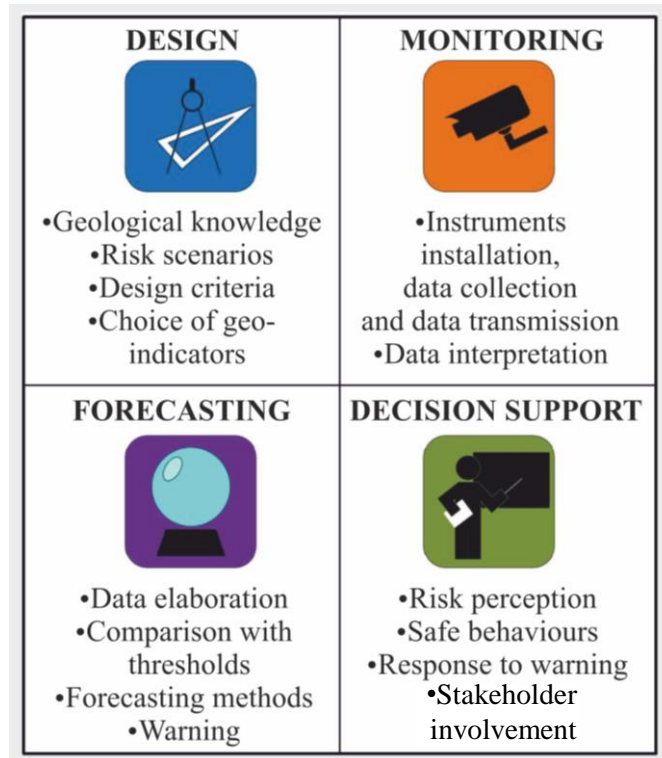 DESIGN
•Geological knowledge
•Risk scenarios
•Design criteria
•Choice of geo-
indicators
MONITORING
•Instruments
installation,
data collection
and data transmission
•Data interpretation
FORECASTING
•Data elaboration
•Comparison with
thresholds
•Forecasting methods
•Warning
DECISION SUPPORT
•Risk perception
•Safe behaviours
•Response to warning
•Stakeholder
involvement